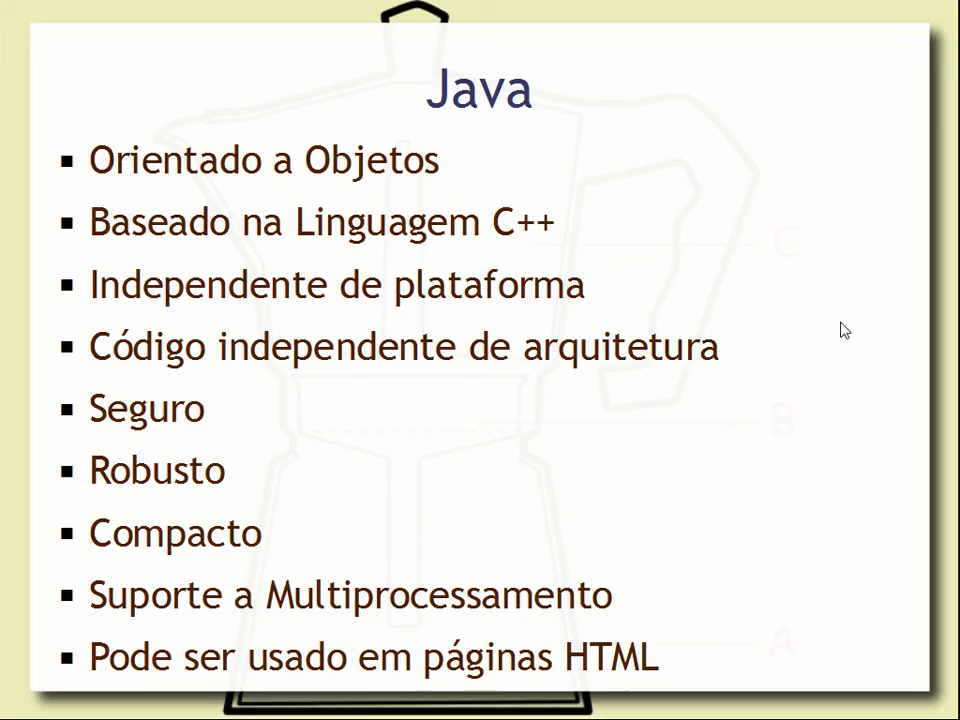 Java
Orientado a Objetos
Baseado na Linguagem C++
Independente de plataforma
Código independente de arquitetura
Seguro
Robusto
Compacto
Suporte a Multiprocessamento
Pode ser usado em páginas HTML
C
B
A